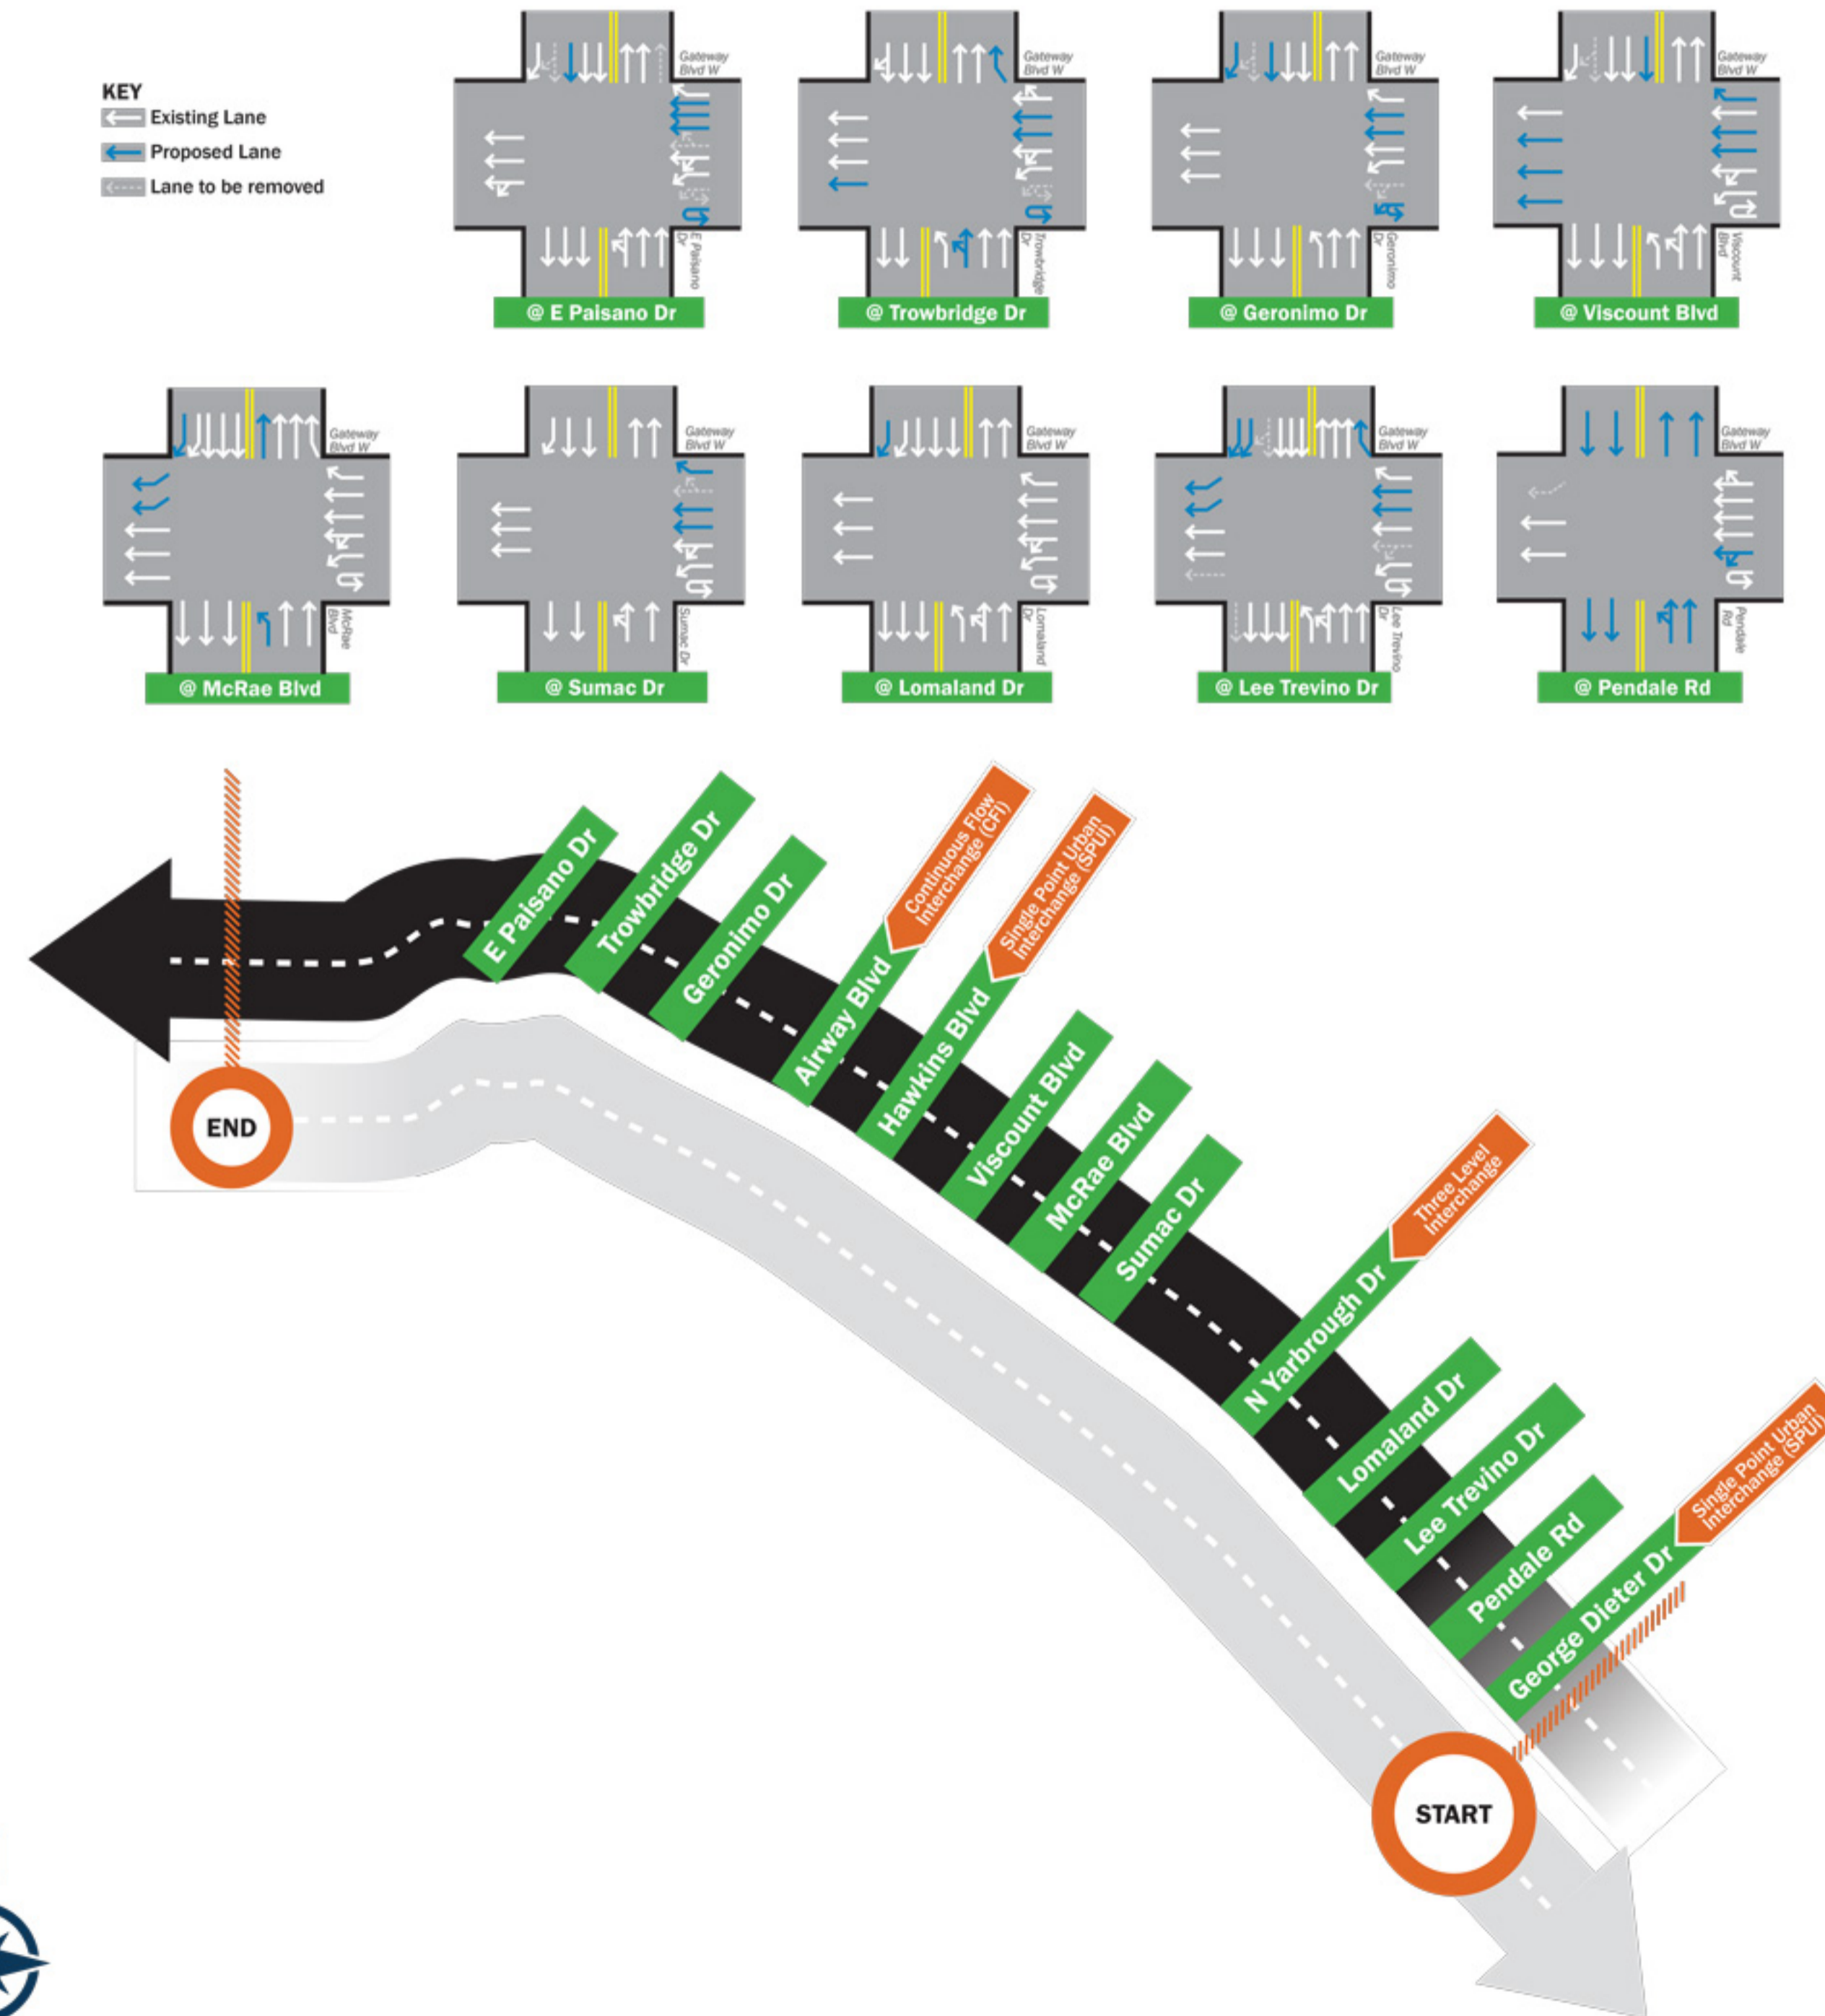 KEY
Existing Lane
Proposed Lane
Lane to be removed
Gateway
Blvd W
E Paisano
Dr
@ E Paisano Dr
Gateway
Blvd W
Trowbridge
Dr
@ Trowbridge Dr
Gateway
Blvd W
Geronimo
Dr
@ Geronimo Dr
Gateway
Blvd W
Viscount
Blvd
@ Viscount Blvd
Gateway
Blvd W
McRae
Blvd
@ McRae Blvd
Gateway
Blvd W
Sumac Dr
@ Sumac Dr
Gateway
Blvd W
Lomaland
Dr
@ Lomaland Dr
Gateway
Blvd W
Lee Trevino
Dr
@ Lee Trevino Dr
Gateway
Blvd W
Pendale
Rd
@ Pendale Rd
E Paisano Dr
Trowbridge Dr
Geronimo Dr
Continuous Flow
Interchange (CFI)
Airway Blvd
Single Point Urban
Interchange (SPUI)
Hawkins Blvd
Viscount Blvd
McRae Blvd
Sumac Dr
Three Level
Interchange
N Yarbrough Dr
Lomaland Dr
Lee Trevino Dr
Pendale Rd
Single Point Urban
Interchange (SPUI)
George Dieter Dr
END
START